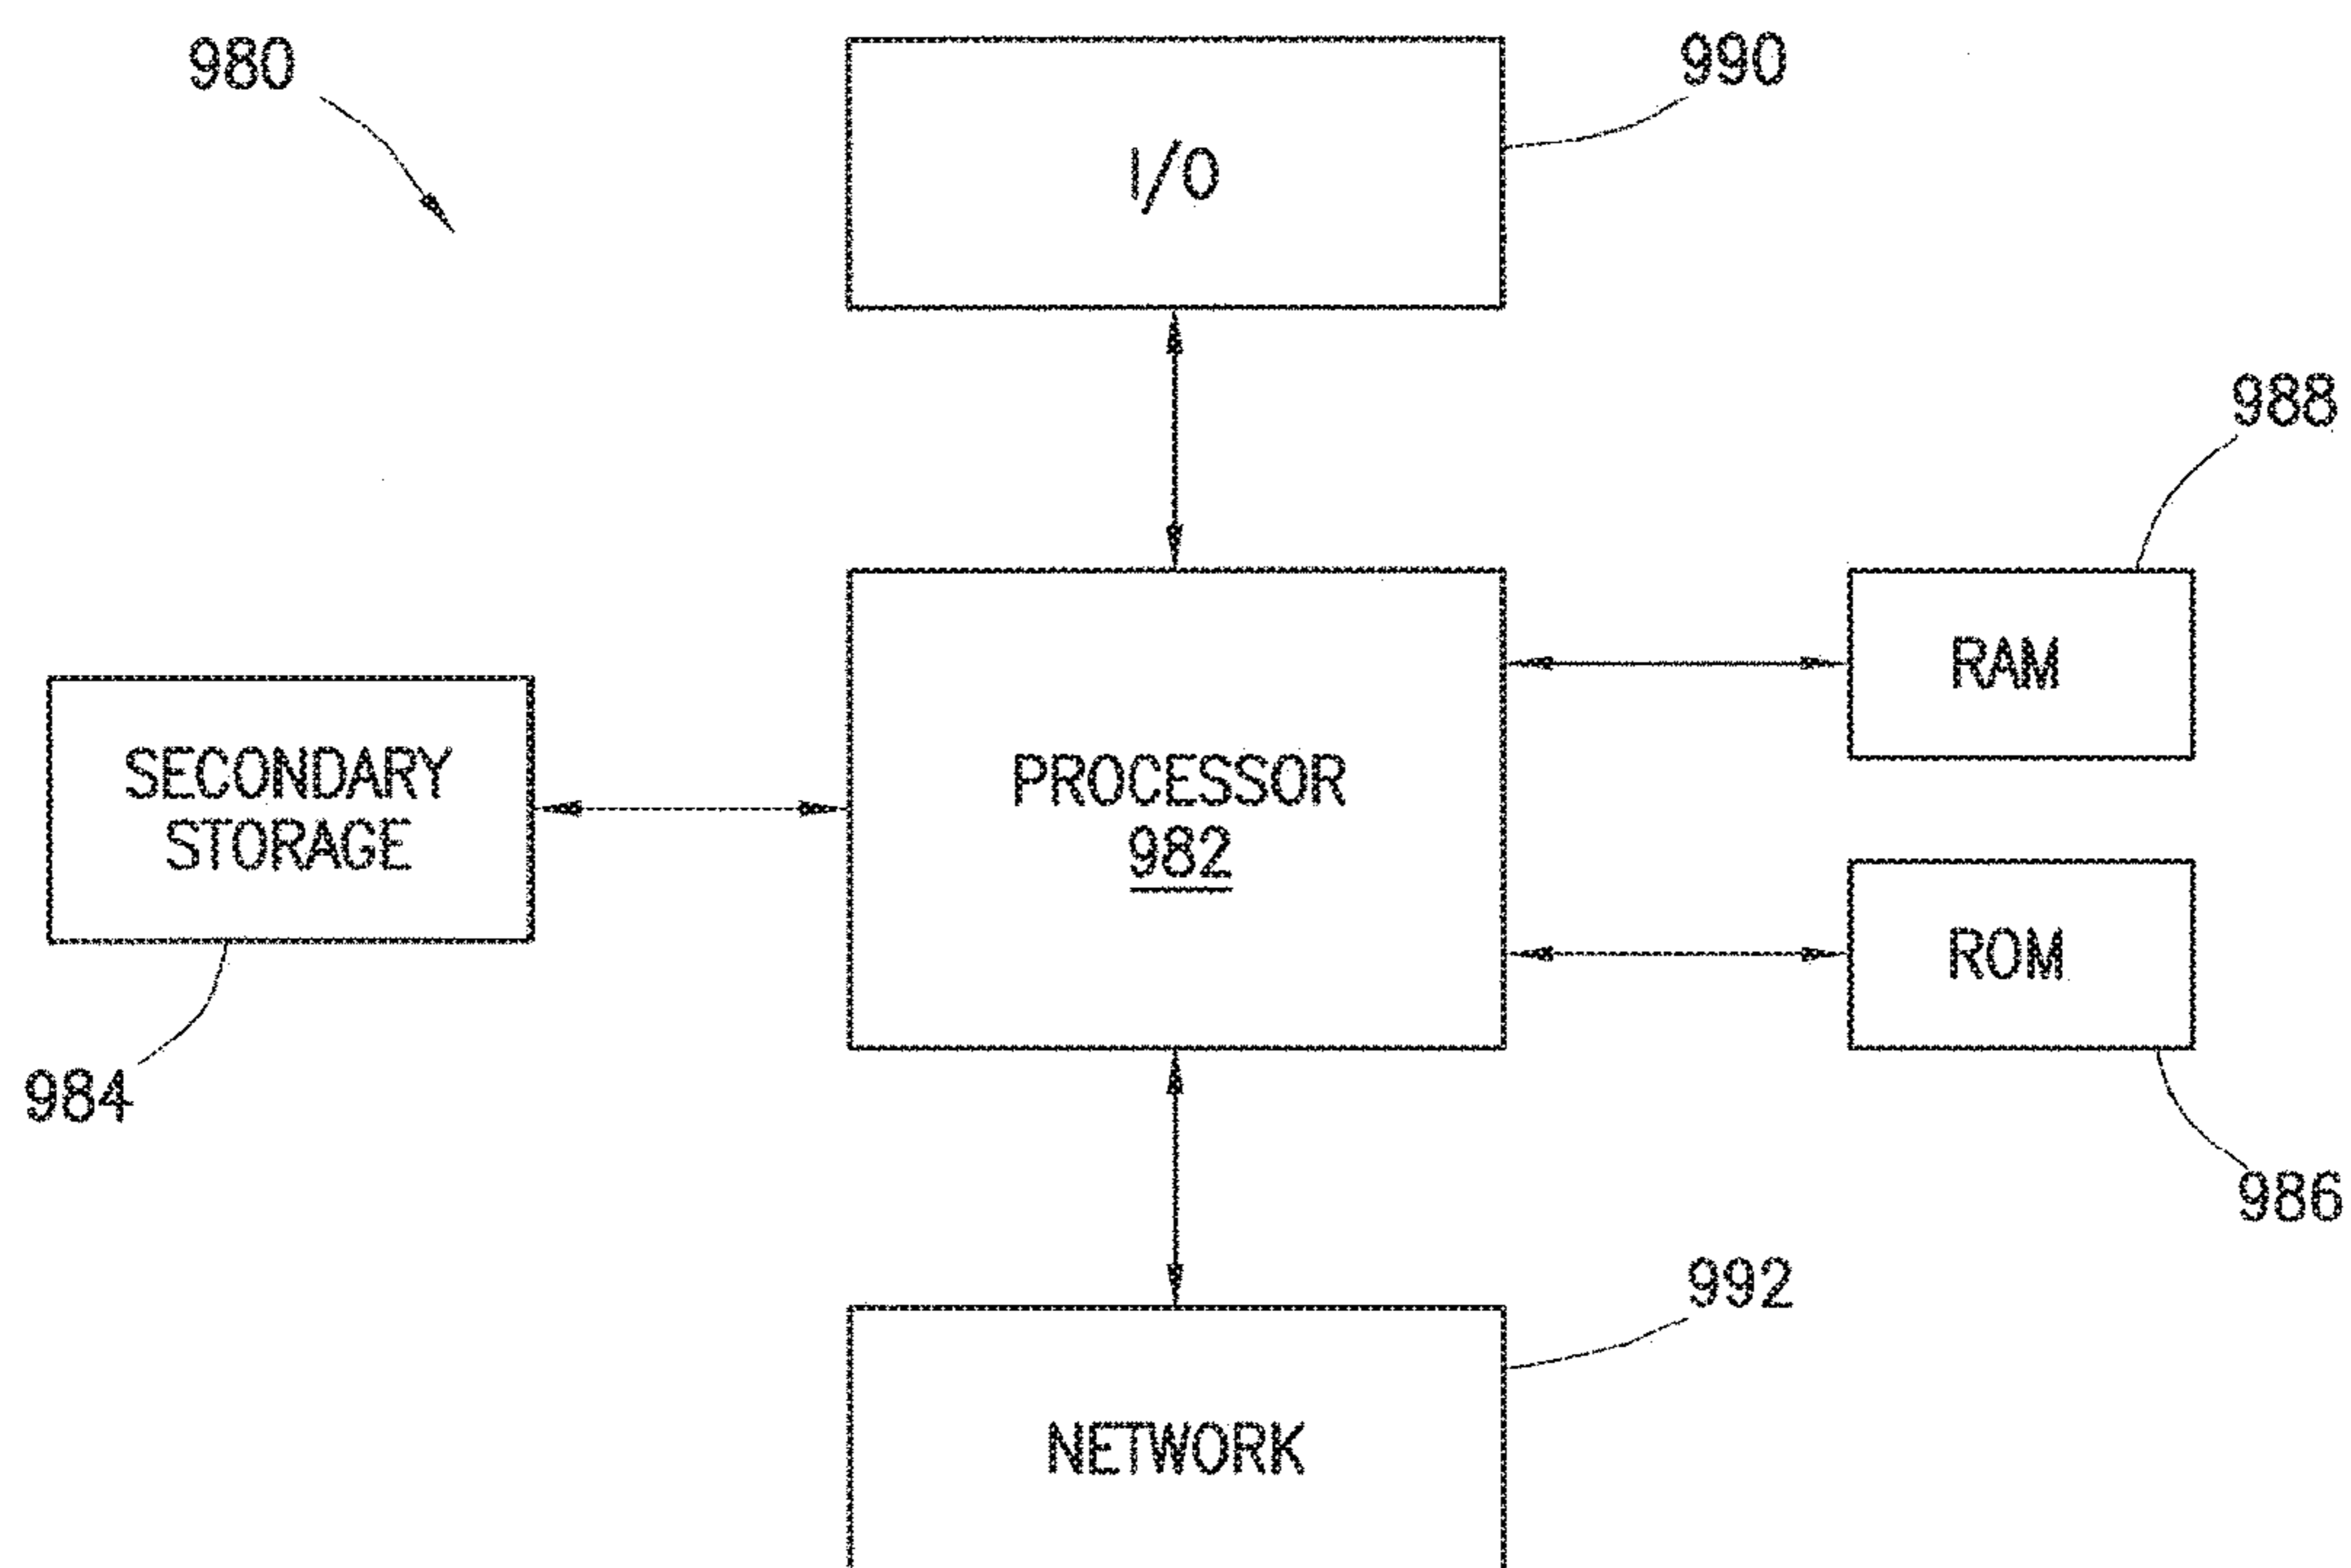 980
990
I/O
988
RAM
SECONDARY
STORAGE
PROCESSOR
982
ROM
984
986
992
NETWORK